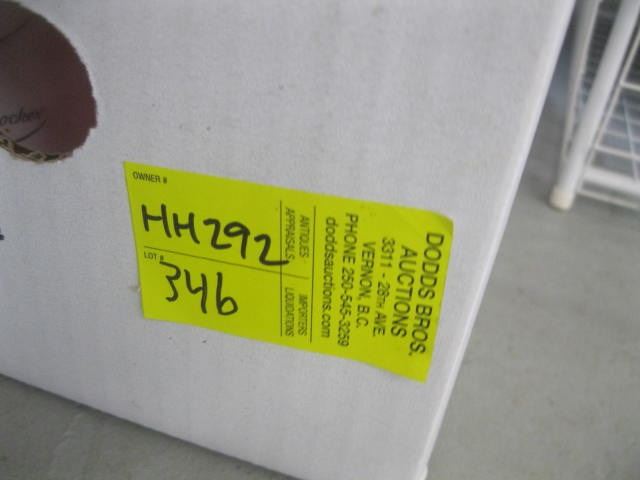 OWNER #
HH292
LOT #
346
DODDS BROS.
AUCTIONS
3311 - 28TH AVE.
VERNON, B.C.
PHONE 250-545-3259
doddsauctions.com
ANTIQUES IMPORTERS
APPRAISALS LIQUIDATIONS